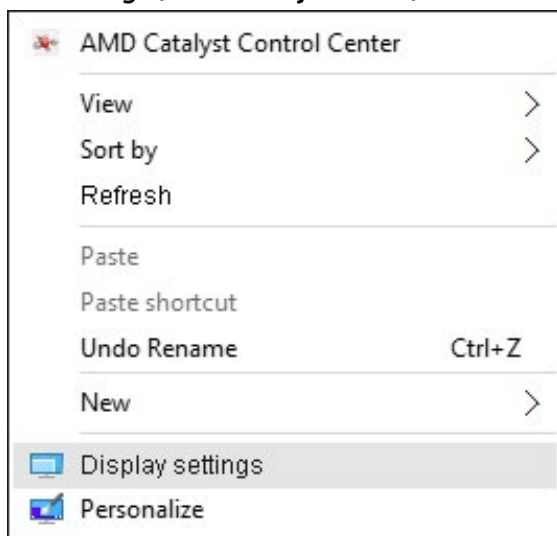 AMD Catalyst Control Center
View
Sort by
Refresh
Paste
Paste shortcut
Undo Rename Ctrl+Z
New
Display settings
Personalize